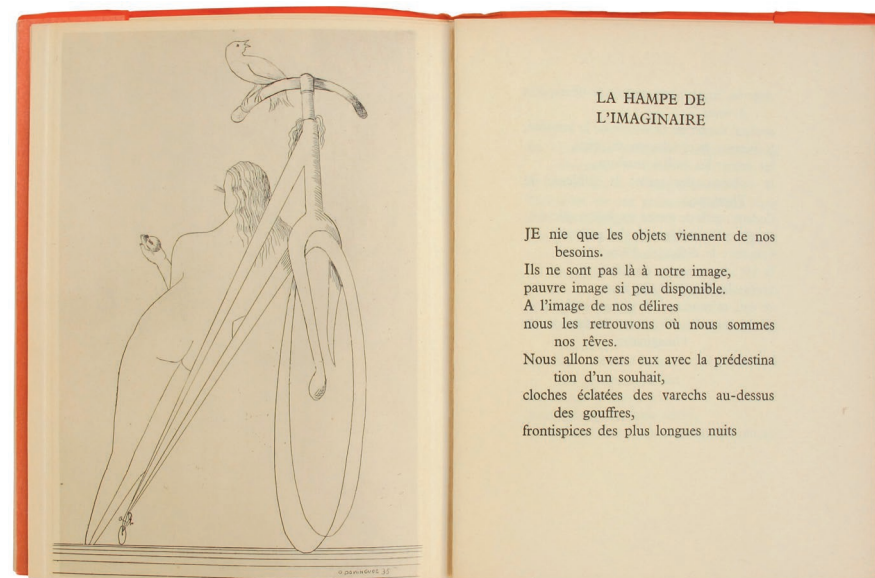 O. DOMINGUEZ 35
LA HAMPE DE
L'IMAGINAIRE
JE nie que les objets viennent de nos
besoins.
Ils ne sont pas là à notre image,
pauvre image si peu disponible.
A l'image de nos délires
nous les retrouvons où nous sommes
nos rêves.
Nous allons vers eux avec la prédestina
tion d'un souhait,
cloches éclatées des varechs au-dessus
des gouffres,
frontispices des plus longues nuits